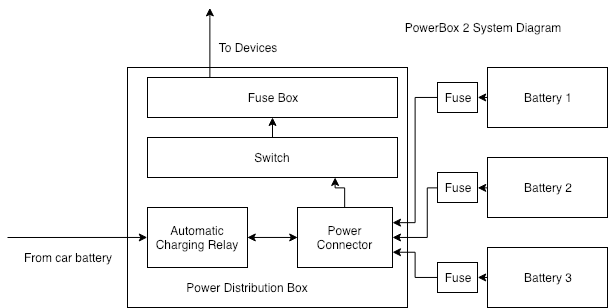 PowerBox 2 System Diagram
To Devices
Fuse Box
Fuse
Battery 1
Switch
Fuse
Battery 2
Automatic
Charging Relay
Power
Connector
From car battery
Fuse
Battery 3
Power Distribution Box